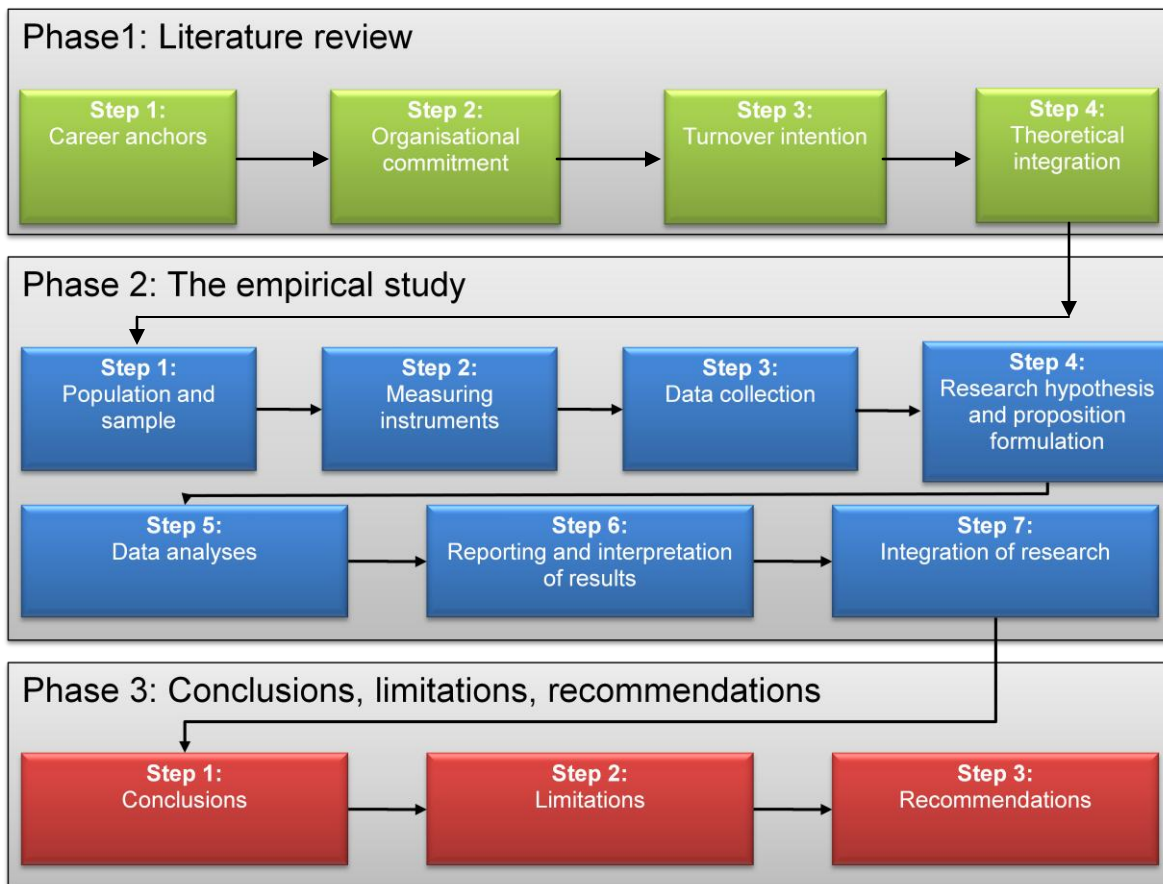 Phase1: Literature review
Step 1:
Career anchors
Step 2:
Organisational
commitment
Step 3:
Turnover intention
Step 4:
Theoretical
integration
Phase 2: The empirical study
Step 1:
Population and
sample
Step 2:
Measuring
instruments
Step 3:
Data collection
Step 4:
Research hypothesis
and proposition
formulation
Step 5:
Data analyses
Step 6:
Reporting and interpretation
of results
Step 7:
Integration of research
Phase 3: Conclusions, limitations, recommendations
Step 1:
Conclusions
Step 2:
Limitations
Step 3:
Recommendations